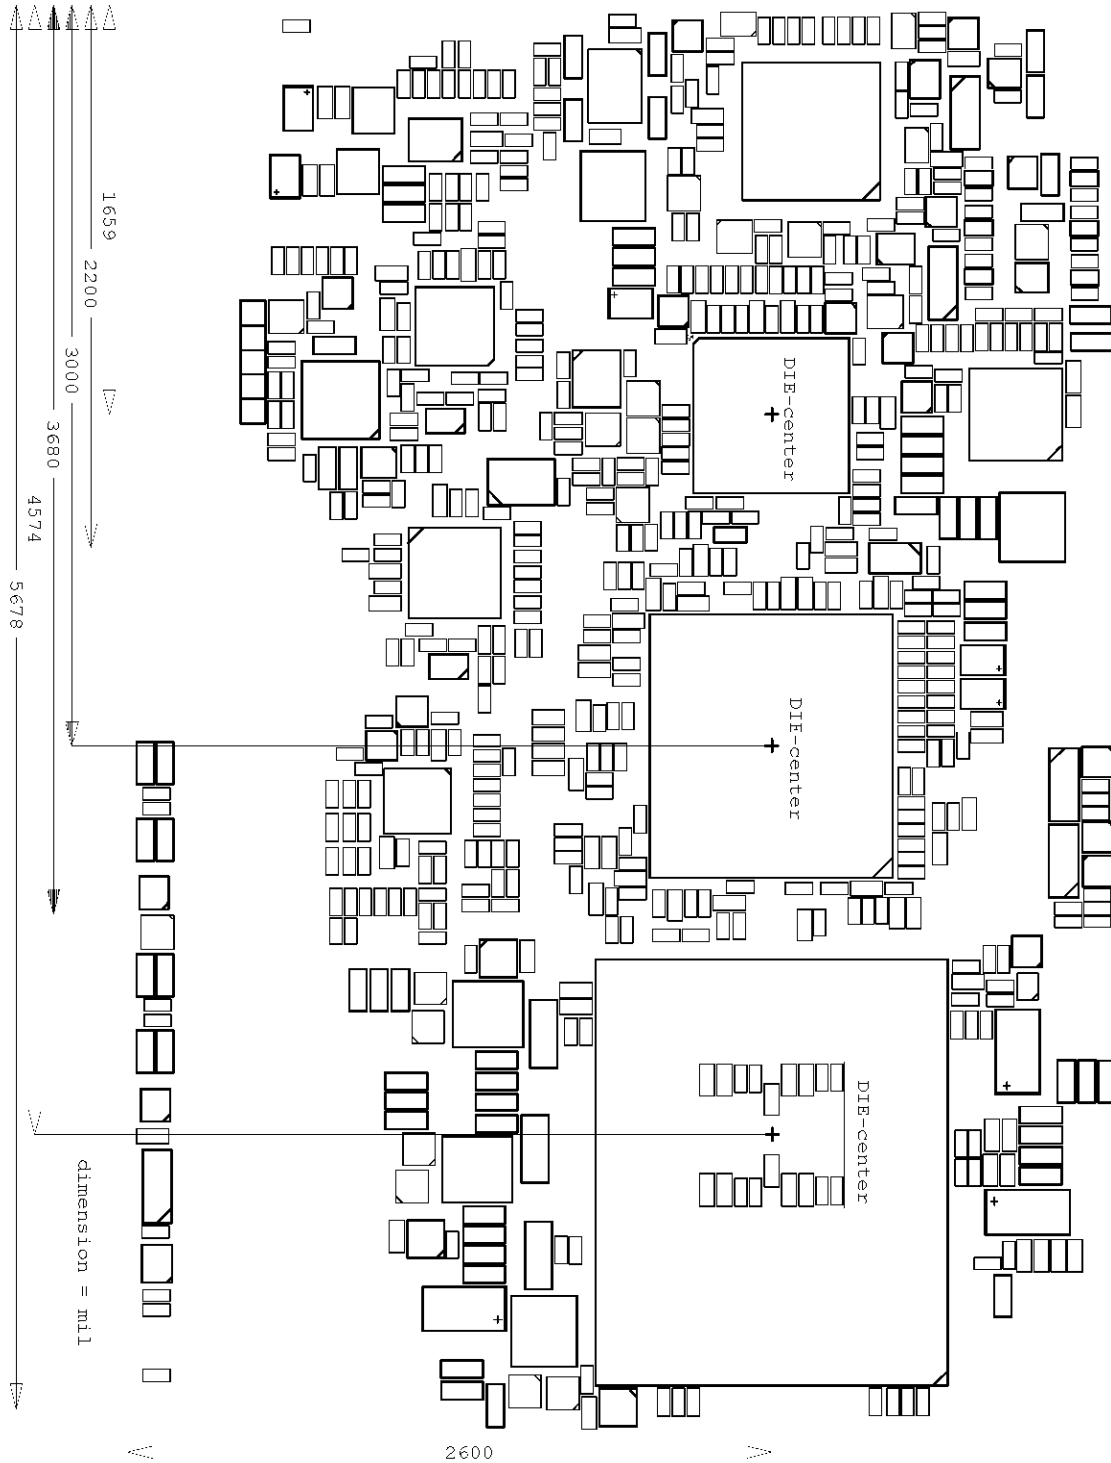 1659
2200
3000
3680
4574
5678
DIE-center
DIE-center
DIE-center
dimension = mil
2600